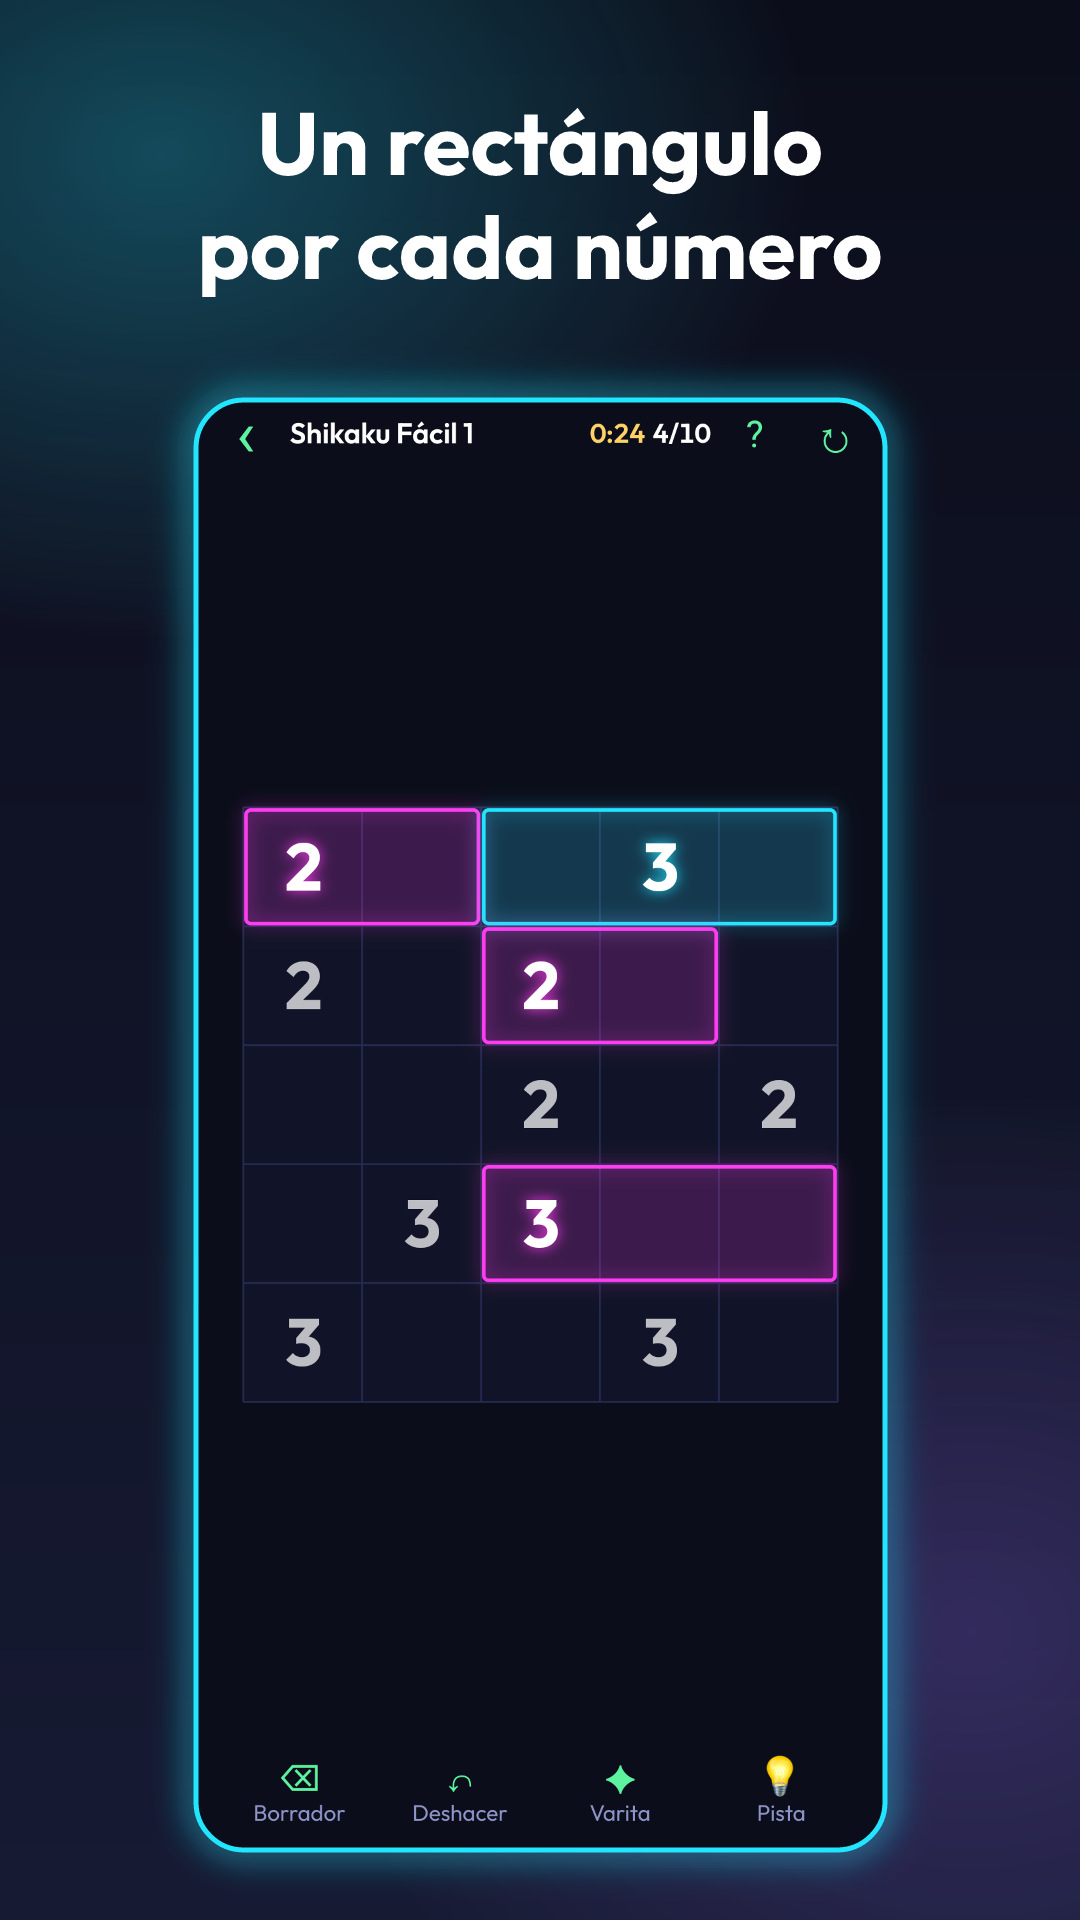 Un rectángulo
por cada número
Shikaku Fácil 1 0:24 4/10 ?
2 3
2 2
2 2
3 3
3 3
Borrador Deshacer Varita Pista